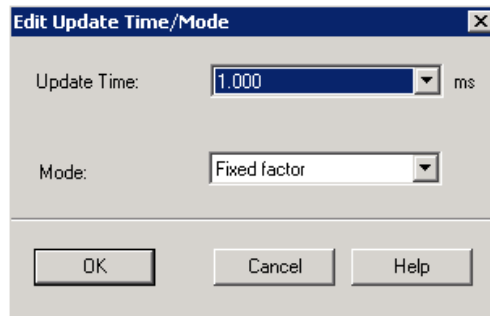 Edit Update Time/Mode
Update Time: 1.000 ms
Mode: Fixed factor
OK Cancel Help